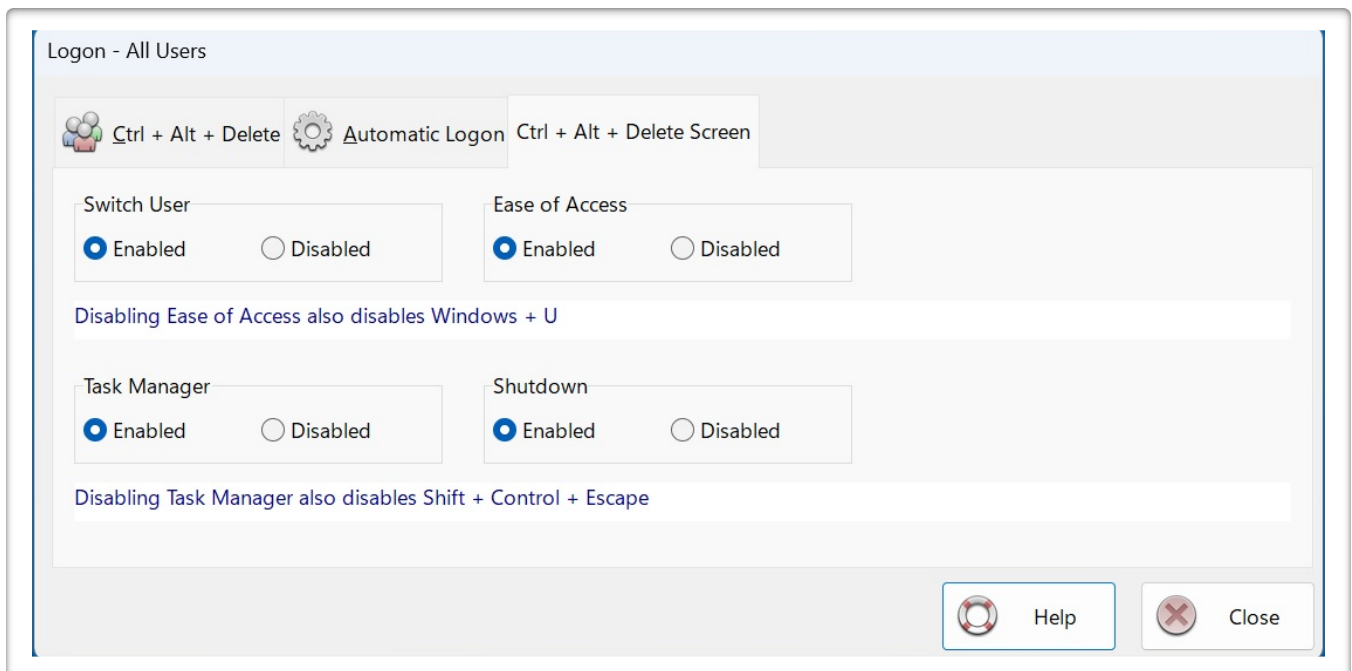 Logon - All Users
Ctrl + Alt + Delete Automatic Logon Ctrl + Alt + Delete Screen
Switch User Ease of Access
Enabled Disabled Enabled Disabled
Disabling Ease of Access also disables Windows + U
Task Manager Shutdown
Enabled Disabled Enabled Disabled
Disabling Task Manager also disables Shift + Control + Escape
Help Close